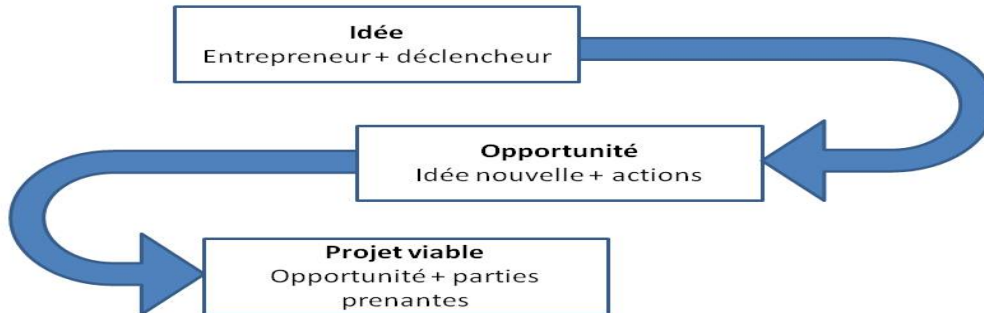 Idée
Entrepreneur + déclencheur
Opportunité
Idée nouvelle + actions
Projet viable
Opportunité + parties
prenantes